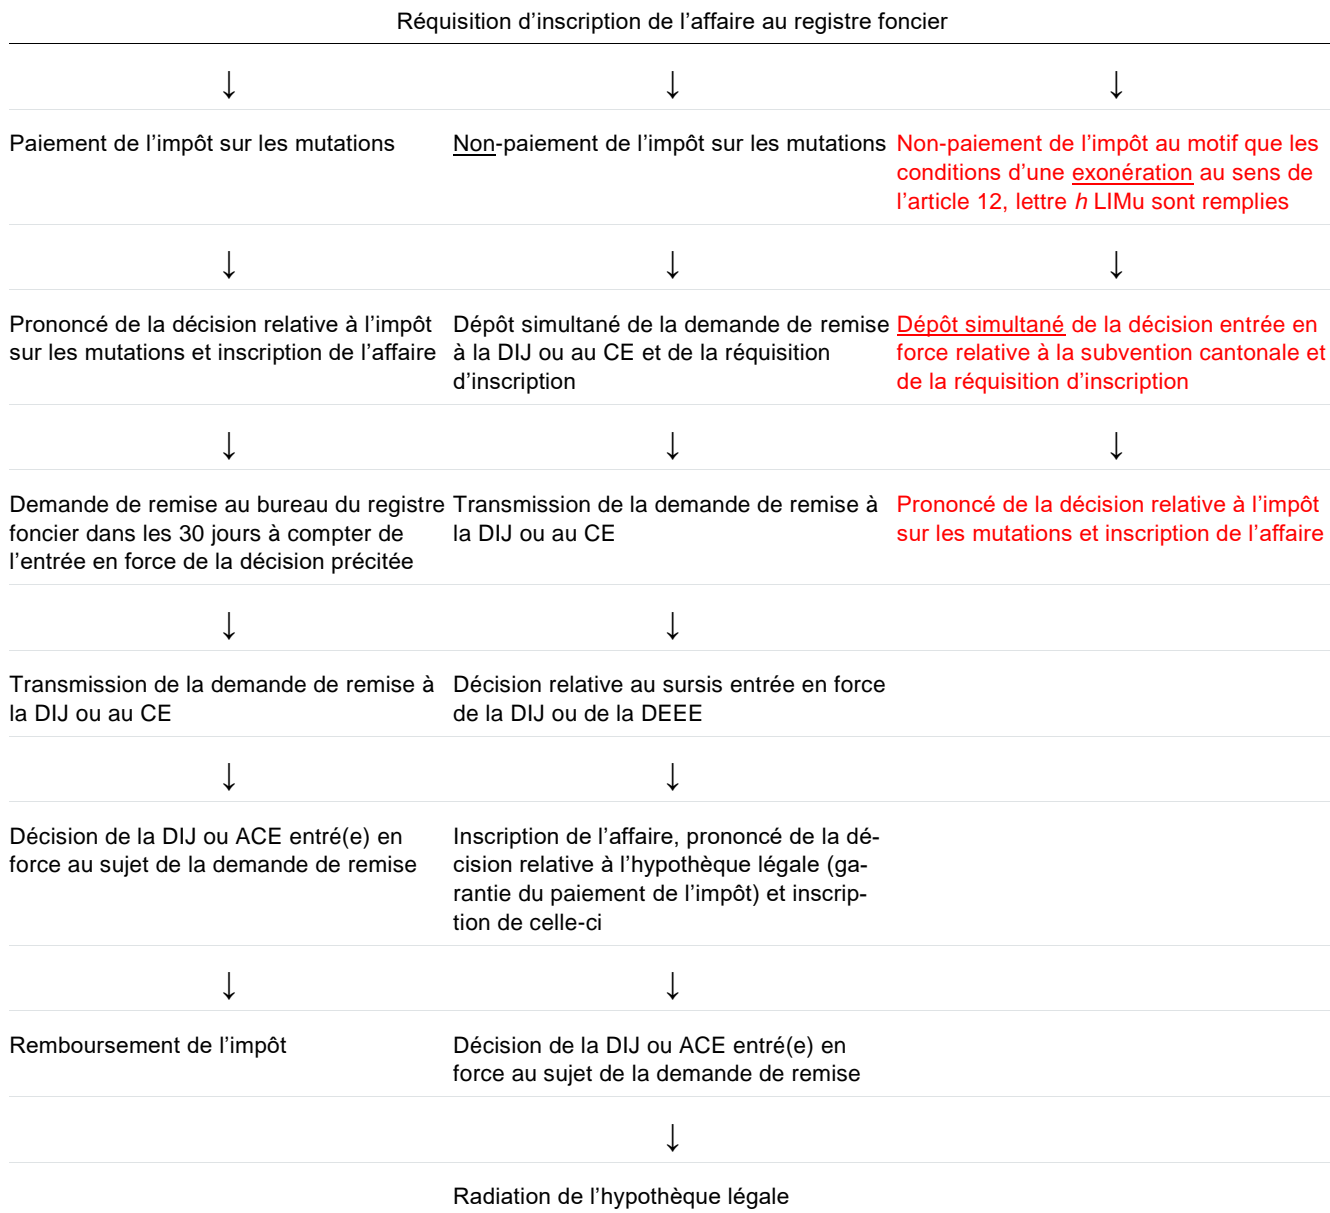 Réquisition d’inscription de l’affaire au registre foncier
↓ ↓ ↓
Paiement de l’impôt sur les mutations
Non-paiement de l’impôt sur les mutations
Non-paiement de l’impôt au motif que les
conditions d’une exonération au sens de
l’article 12, lettre h LIMu sont remplies
↓ ↓ ↓
Prononcé de la décision relative à l’impôt
sur les mutations et inscription de l’affaire
Dépôt simultané de la demande de remise
à la DIJ ou au CE et de la réquisition
d’inscription
Dépôt simultané de la décision entrée en
force relative à la subvention cantonale et
de la réquisition d’inscription
↓ ↓ ↓
Demande de remise au bureau du registre
foncier dans les 30 jours à compter de
l’entrée en force de la décision précitée
Transmission de la demande de remise à
la DIJ ou au CE
Prononcé de la décision relative à l’impôt
sur les mutations et inscription de l’affaire
↓ ↓
Transmission de la demande de remise à
la DIJ ou au CE
Décision relative au sursis entrée en force
de la DIJ ou de la DEEE
↓ ↓
Décision de la DIJ ou ACE entré(e) en
force au sujet de la demande de remise
Inscription de l’affaire, prononcé de la dé-
cision relative à l’hypothèque légale (ga-
rantie du paiement de l’impôt) et inscrip-
tion de celle-ci
↓ ↓
Remboursement de l’impôt
Décision de la DIJ ou ACE entré(e) en
force au sujet de la demande de remise
↓
Radiation de l’hypothèque légale